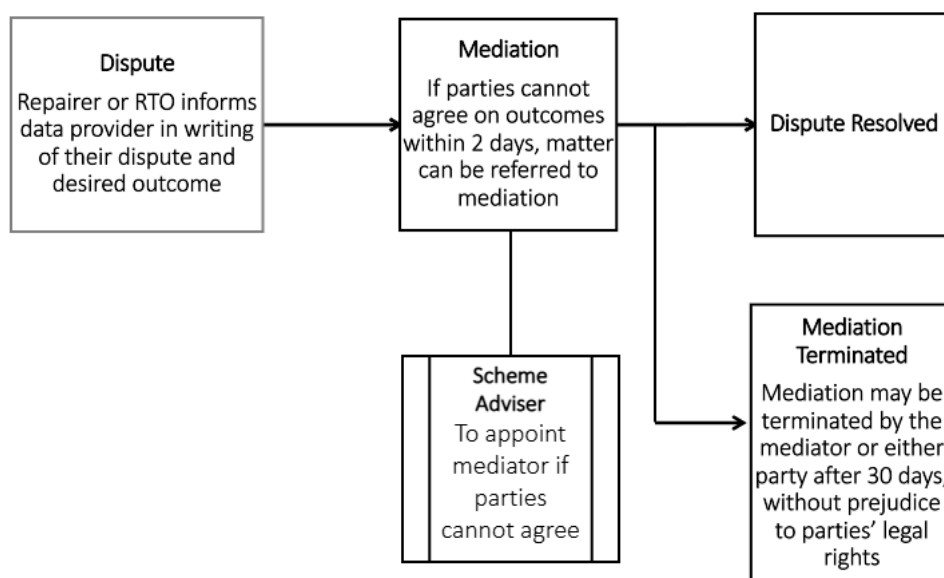 Dispute
Repairer or RTO informs
data provider in writing
of their dispute and
desired outcome
Mediation
If parties cannot
agree on outcomes
within 2 days, matter
can be referred to
mediation
Dispute Resolved
Scheme
Adviser
To appoint
mediator if
parties
cannot agree
Mediation
Terminated
Mediation may be
terminated by the
mediator or either
party after 30 days,
without prejudice
to parties’ legal
rights